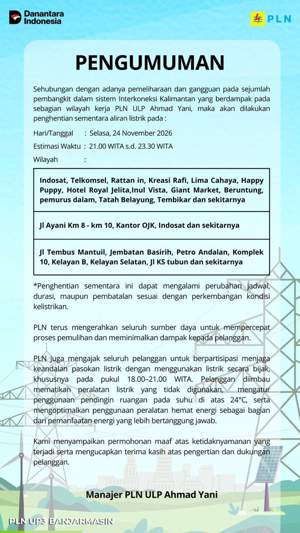 Danantara
Indonesia
PLN
PENGUMUMAN
Sehubungan dengan adanya pemeliharaan dan gangguan pada sejumlah
pembangkit dalam sistem Interkoneksi Kalimantan yang berdampak pada
sebagian wilayah kerja PLN ULP Ahmad Yani, maka akan dilakukan
penghentian sementara aliran listrik pada :
Hari/Tanggal : Selasa, 24 November 2026
Estimasi Waktu : 21.00 WITA s.d. 23.30 WITA
Wilayah :
Indosat, Telkomsel, Rattan in, Kreasi Rafi, Lima Cahaya, Happy
Puppy, Hotel Royal Jelita,Inul Vista, Giant Market, Beruntung,
pemurus dalam, Tatah Belayung, Tembikar dan sekitarnya
Jl Ayani Km 8 - km 10, Kantor OJK, Indosat dan sekitarnya
Jl Tembus Mantuil, Jembatan Basirih, Petro Andalan, Komplek
10, Kelayan B, Kelayan Selatan, Jl KS tubun dan sekitarnya
*Penghentian sementara ini dapat mengalami perubahan jadwal,
durasi, maupun pembatalan sesuai dengan perkembangan kondisi
kelistrikan.
PLN terus mengerahkan seluruh sumber daya untuk mempercepat
proses pemulihan dan meminimalkan dampak kepada pelanggan.
PLN juga mengajak seluruh pelanggan untuk berpartisipasi menjaga
keandalan pasokan listrik dengan menggunakan listrik secara bijak,
khususnya pada pukul 18.00–21.00 WITA. Pelanggan diimbau
mematikan peralatan listrik yang tidak digunakan, mengatur
penggunaan pendingin ruangan pada suhu di atas 24°C, serta
mengoptimalkan penggunaan peralatan hemat energi sebagai bagian
dari pemanfaatan energi yang lebih bertanggung jawab.
Kami menyampaikan permohonan maaf atas ketidaknyamanan yang
terjadi serta mengucapkan terima kasih atas pengertian dan dukungan
pelanggan.
Manajer PLN ULP Ahmad Yani
PLN UP3 BANJARMASIN